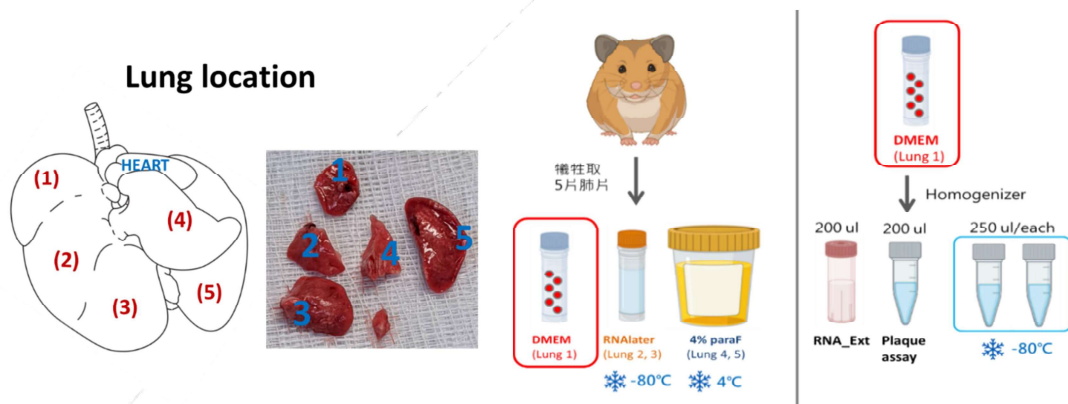 Lung location
HEART
(1)
(2)
(3)
(4)
(5)
1
2
3
4
5
犧牲取
5片肺片
DMEM
(Lung 1)
RNAlater
(Lung 2, 3)
-80℃
4% paraF
(Lung 4, 5)
4℃
DMEM
(Lung 1)
Homogenizer
200 ul
200 ul
250 ul/each
RNA_Ext
Plaque
assay
-80℃